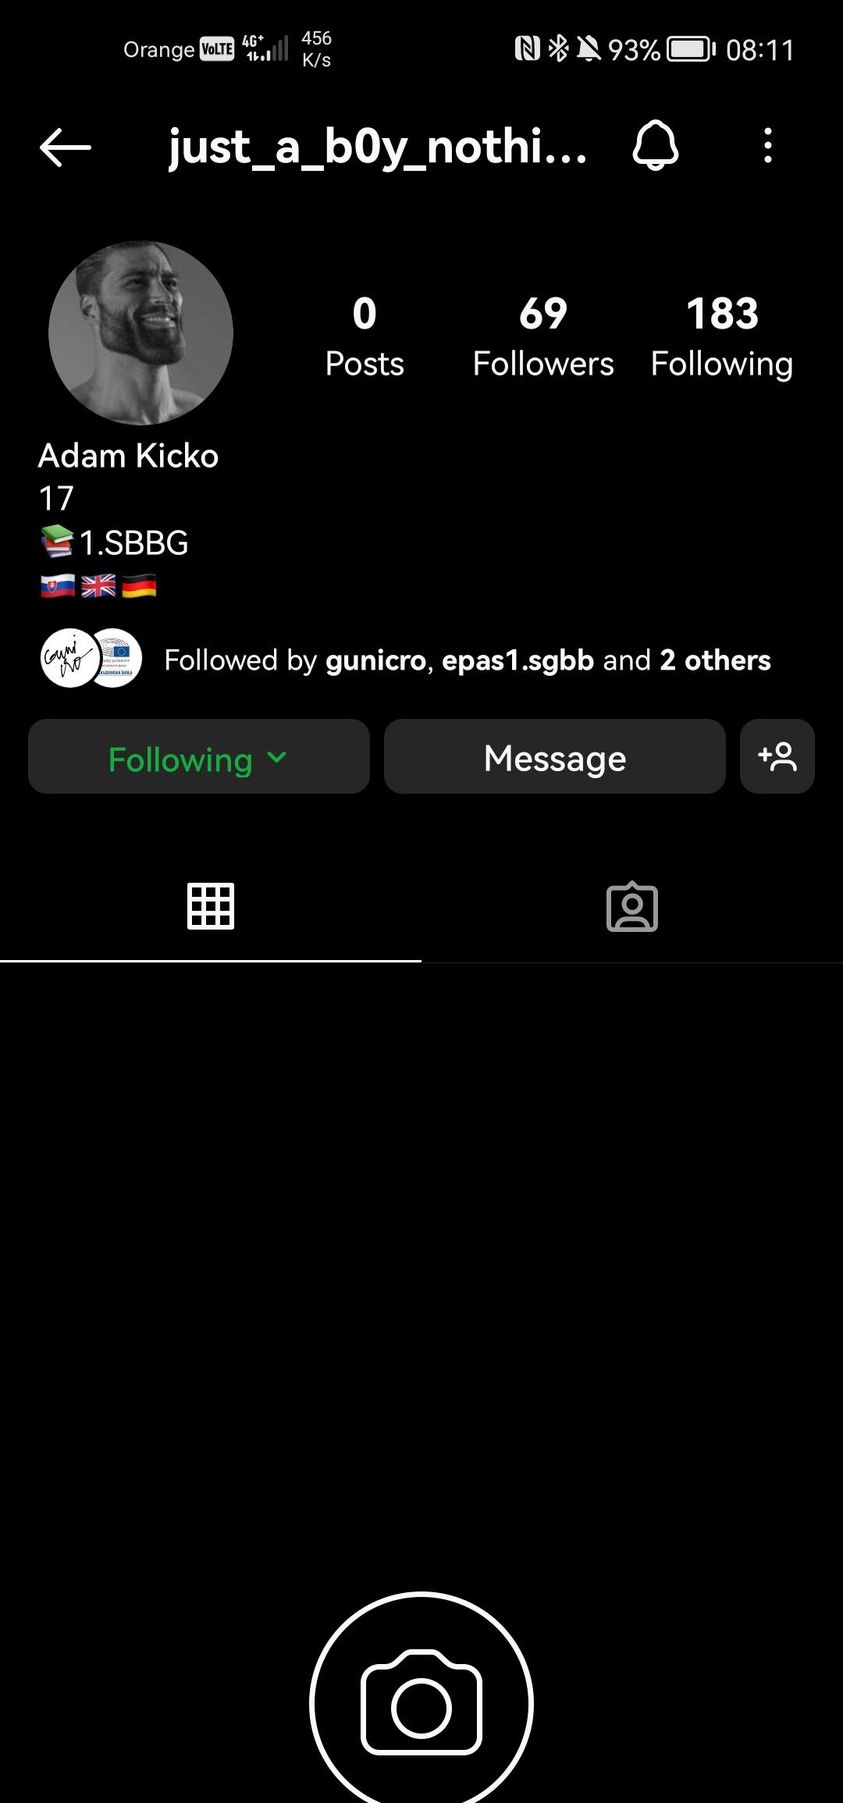 Orange VoLTE 4G+ 456 K/s 93% 08:11
just_a_b0y_nothi...
0 69 183
Posts Followers Following
Adam Kicko
17
📚1.SBBG
🇸🇰🇬🇧🇩🇪
Followed by gunicro, epas1.sgbb and 2 others
Following Message